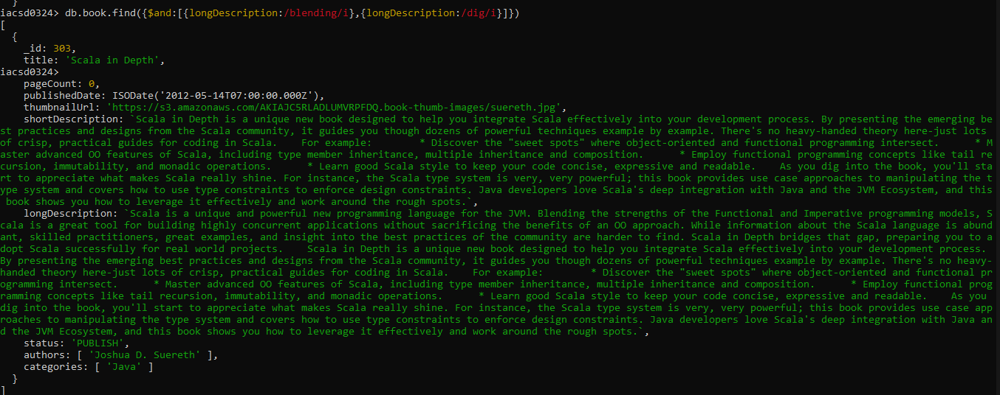 }
iacsd0324> db.book.find({$and:[{longDescription:/blending/i},{longDescription:/dig/i}]})
[
  {
    _id: 303,
    title: 'Scala in Depth',
iacsd0324>
    pageCount: 0,
    publishedDate: ISODate('2012-05-14T07:00:00.000Z'),
    thumbnailUrl: 'https://s3.amazonaws.com/AKIAJC5RLADLUMVRPFDQ.book-thumb-images/suereth.jpg',
    shortDescription: `Scala in Depth is a unique new book designed to help you integrate Scala effectively into your development process. By presenting the emerging be
st practices and designs from the Scala community, it guides you though dozens of powerful techniques example by example. There's no heavy-handed theory here-just lots
of crisp, practical guides for coding in Scala.    For example:        * Discover the "sweet spots" where object-oriented and functional programming intersect.        * M
aster advanced OO features of Scala, including type member inheritance, multiple inheritance and composition.      * Employ functional programming concepts like tail re
cursion, immutability, and monadic operations.      * Learn good Scala style to keep your code concise, expressive and readable.    As you dig into the book, you'll sta
rt to appreciate what makes Scala really shine. For instance, the Scala type system is very, very powerful; this book provides use case approaches to manipulating the t
ype system and covers how to use type constraints to enforce design constraints. Java developers love Scala's deep integration with Java and the JVM Ecosystem, and this
 book shows you how to leverage it effectively and work around the rough spots.`,
    longDescription: `Scala is a unique and powerful new programming language for the JVM. Blending the strengths of the Functional and Imperative programming models, S
cala is a great tool for building highly concurrent applications without sacrificing the benefits of an OO approach. While information about the Scala language is abund
ant, skilled practitioners, great examples, and insight into the best practices of the community are harder to find. Scala in Depth bridges that gap, preparing you to a
dopt Scala successfully for real world projects.    Scala in Depth is a unique new book designed to help you integrate Scala effectively into your development process.
By presenting the emerging best practices and designs from the Scala community, it guides you though dozens of powerful techniques example by example. There's no heavy-
handed theory here-just lots of crisp, practical guides for coding in Scala.    For example:        * Discover the "sweet spots" where object-oriented and functional pr
ogramming intersect.      * Master advanced OO features of Scala, including type member inheritance, multiple inheritance and composition.      * Employ functional prog
ramming concepts like tail recursion, immutability, and monadic operations.      * Learn good Scala style to keep your code concise, expressive and readable.    As you
dig into the book, you'll start to appreciate what makes Scala really shine. For instance, the Scala type system is very, very powerful; this book provides use case app
roaches to manipulating the type system and covers how to use type constraints to enforce design constraints. Java developers love Scala's deep integration with Java an
d the JVM Ecosystem, and this book shows you how to leverage it effectively and work around the rough spots.`,
    status: 'PUBLISH',
    authors: [ 'Joshua D. Suereth' ],
    categories: [ 'Java' ]
  }
]